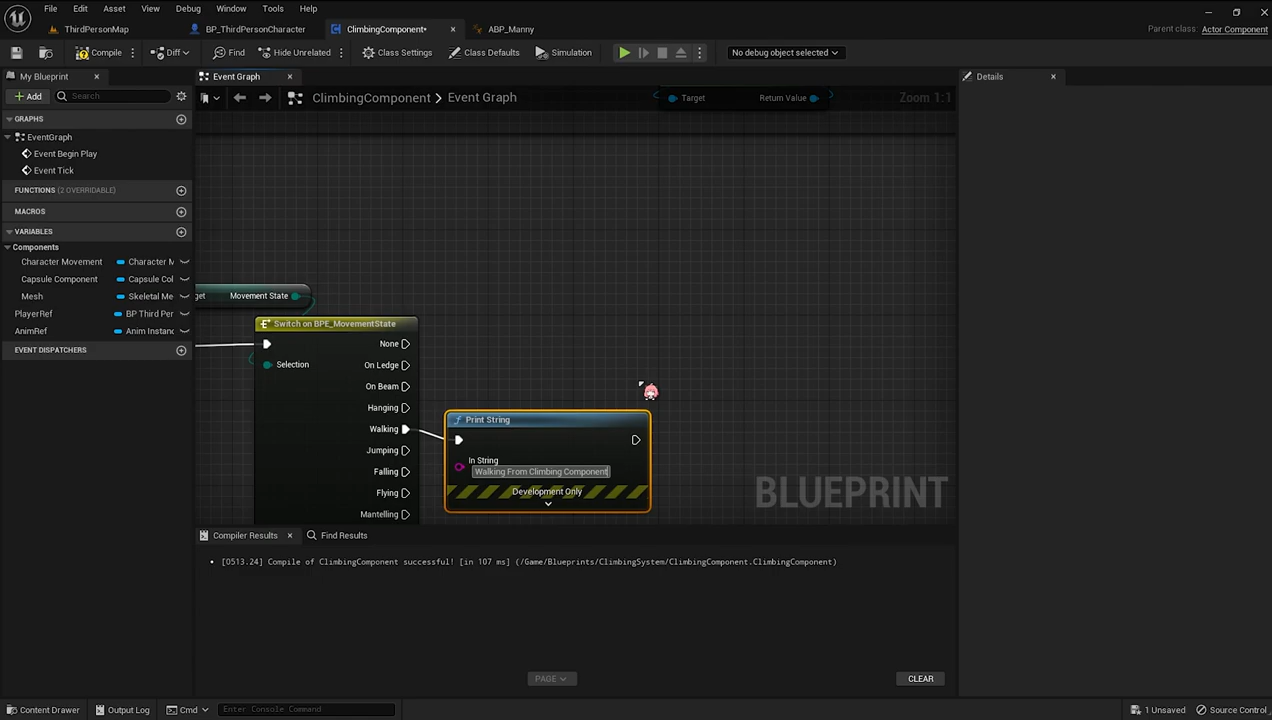 File Edit Asset View Debug Window Tools Help
ThirdPersonMap BP_ThirdPersonCharacter ClimbingComponent* ABP_Manny
Parent class: Actor Component
Compile Diff Find Hide Unrelated Class Settings Class Defaults Simulation No debug object selected
My Blueprint
Event Graph
Details
Add Search
ClimbingComponent > Event Graph
Zoom 1:1
Target Return Value
GRAPHS
EventGraph
Event Begin Play
Event Tick
FUNCTIONS (2 OVERRIDABLE)
MACROS
VARIABLES
Components
Character Movement Character M
Capsule Component Capsule Col
Mesh Skeletal Me
PlayerRef BP Third Per
AnimRef Anim Instanc
EVENT DISPATCHERS
get Movement State
Switch on BPE_MovementState
None
Selection On Ledge
On Beam
Hanging
Walking
Jumping
Falling
Flying
Mantelling
Print String
In String
Walking From Climbing Component
Development Only
BLUEPRINT
Compiler Results Find Results
[0513.24] Compile of ClimbingComponent successful! [in 107 ms] (/Game/Blueprints/ClimbingSystem/ClimbingComponent.ClimbingComponent)
PAGE CLEAR
Content Drawer Output Log Cmd Enter Console Command 1 Unsaved Source Control